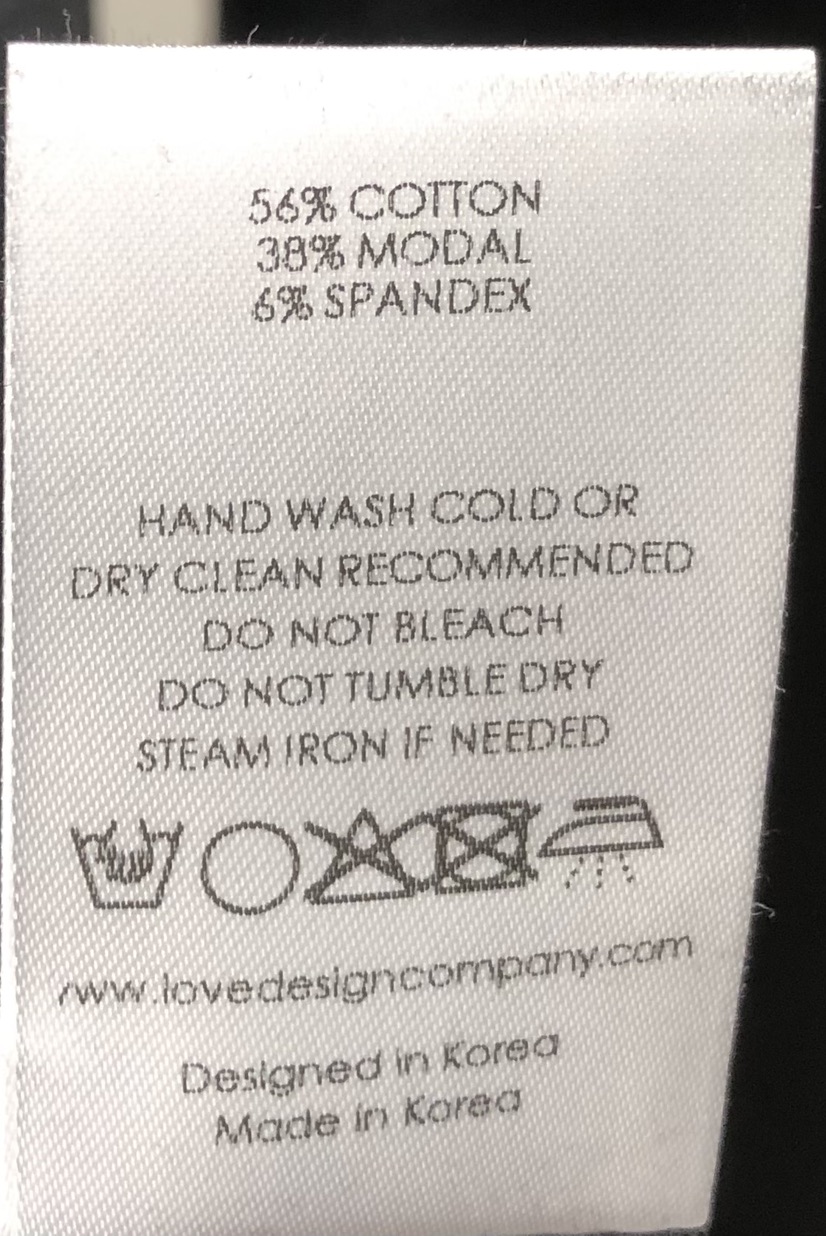 56% COTTON
38% MODAL
6% SPANDEX
HAND WASH COLD OR
DRY CLEAN RECOMMENDED
DO NOT BLEACH
DO NOT TUMBLE DRY
STEAM IRON IF NEEDED
www.lovedesigncompany.com
Designed in Korea
Made in Korea